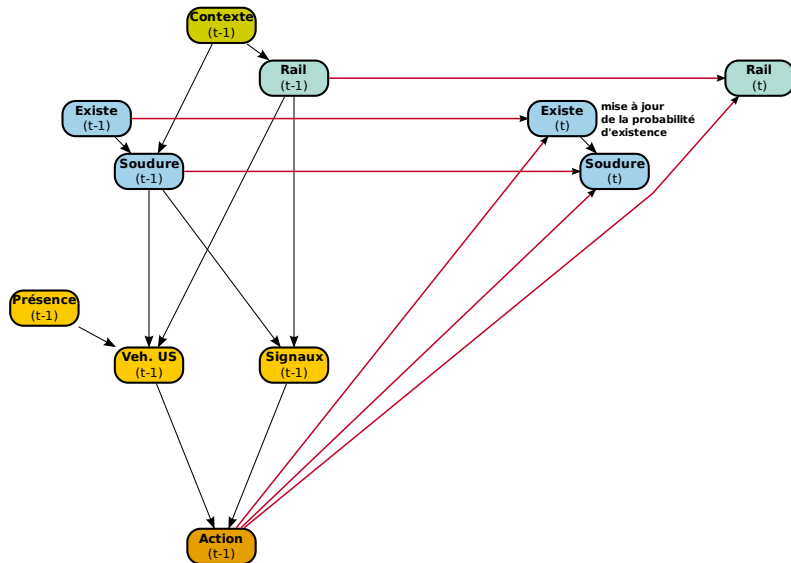 Contexte
(t-1)
Rail
(t-1)
Rail
(t)
Existe
(t-1)
Existe
(t)
mise à jour
de la probabilité
d'existence
Soudure
(t-1)
Soudure
(t)
Présence
(t-1)
Veh. US
(t-1)
Signaux
(t-1)
Action
(t-1)